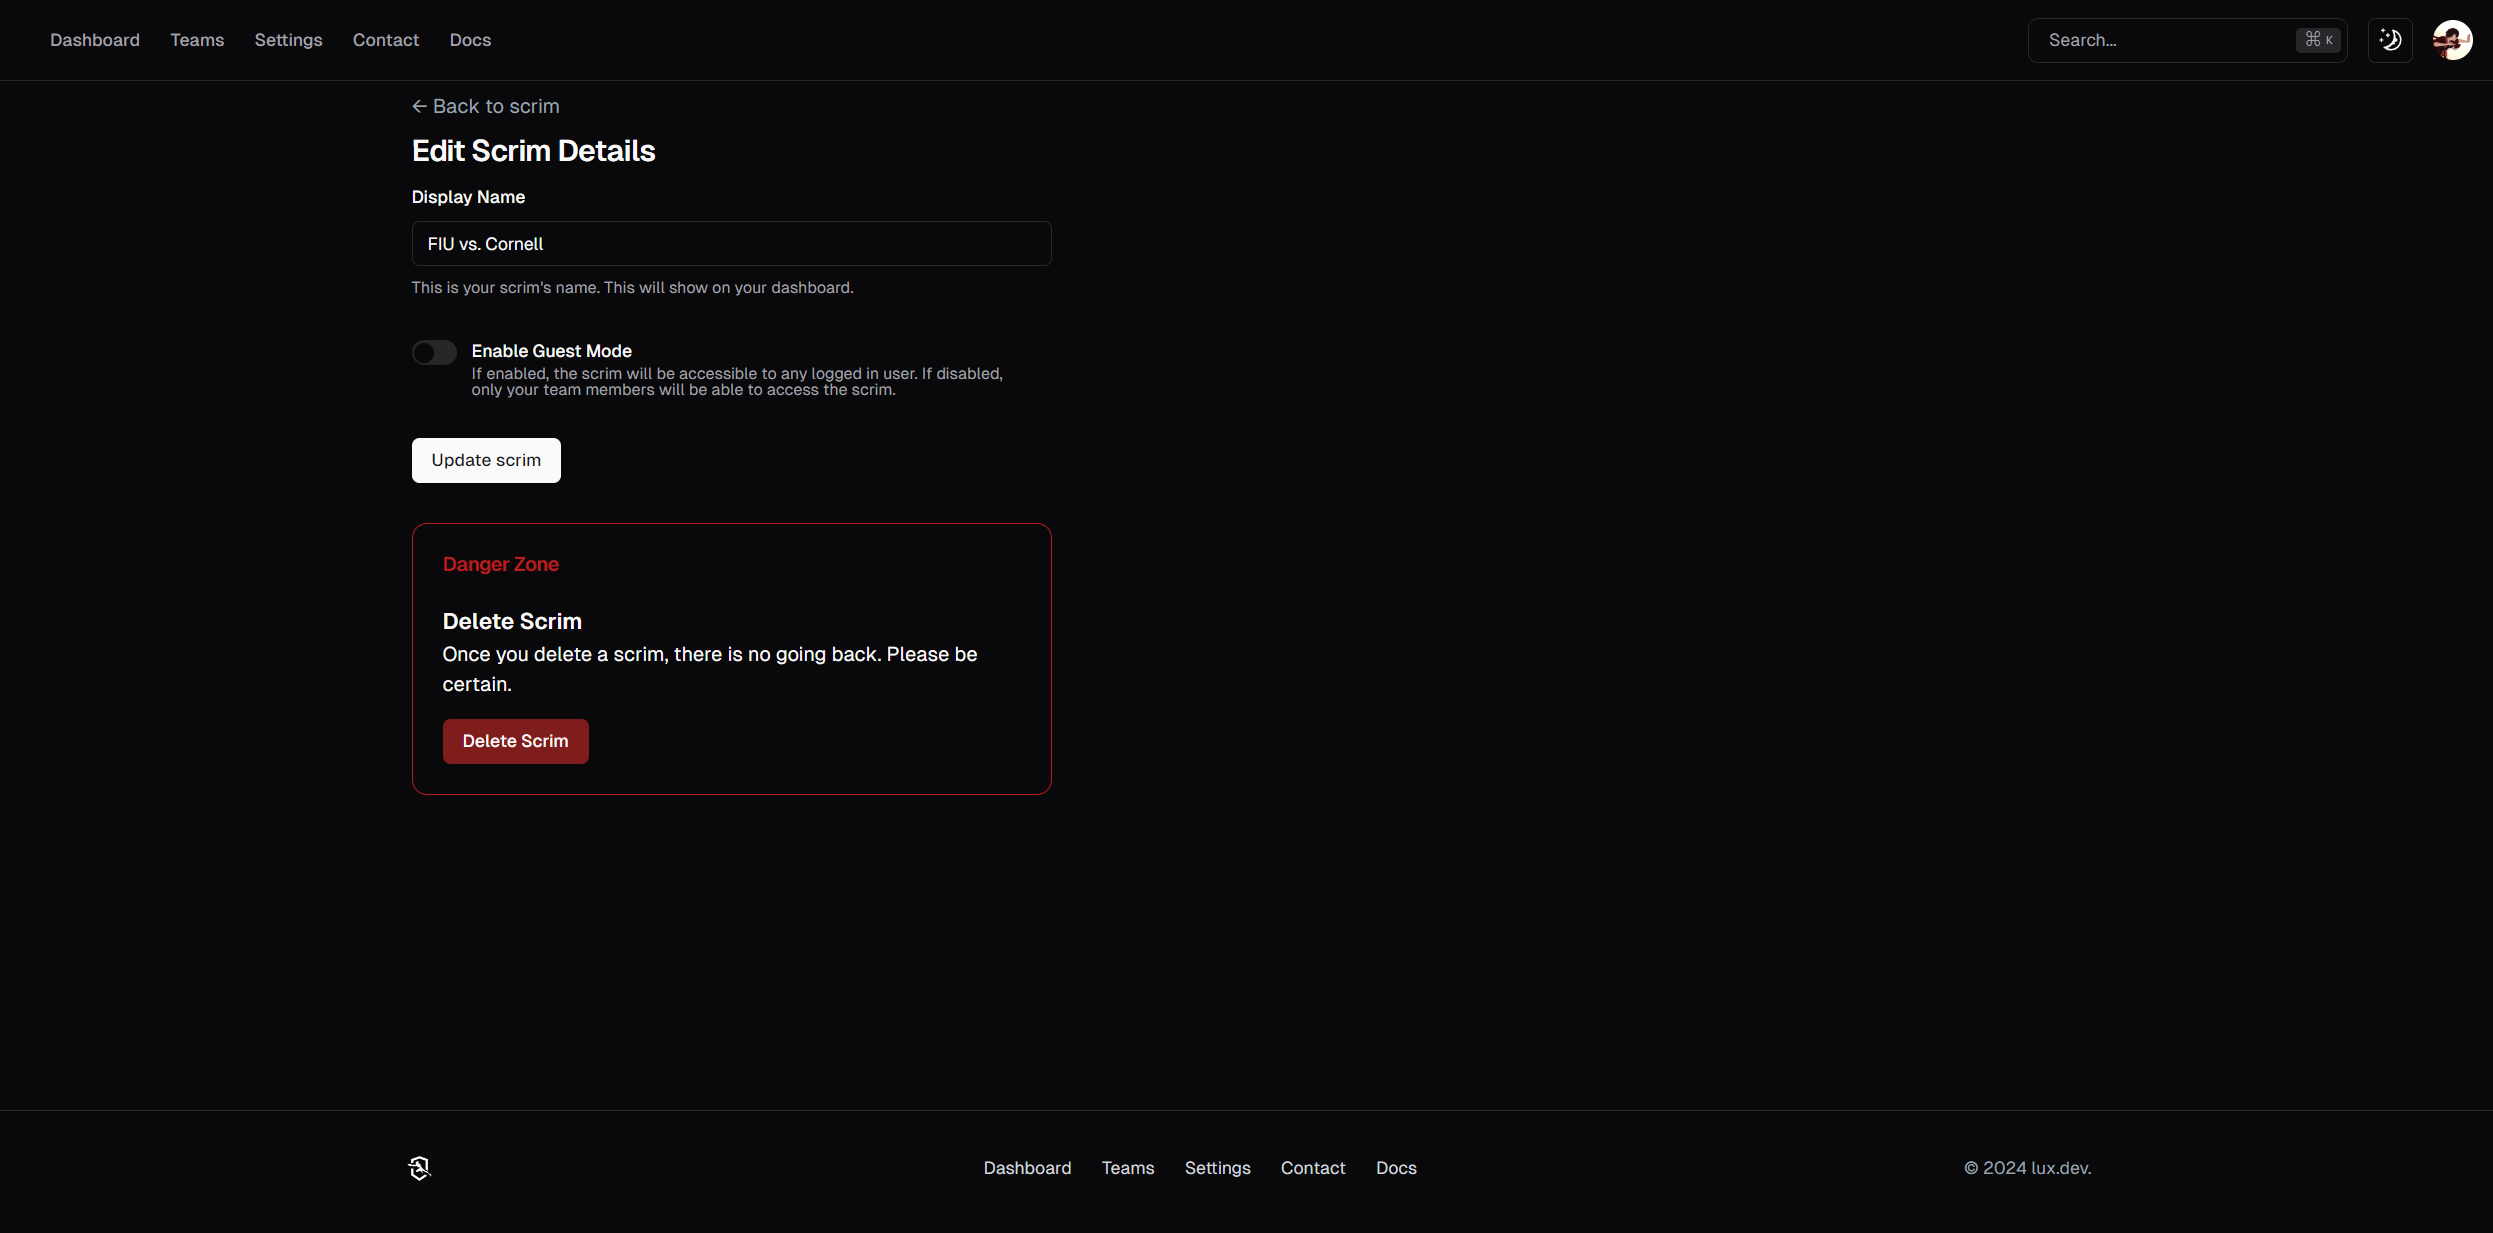 Dashboard Teams Settings Contact Docs Search... ⌘ K
← Back to scrim
Edit Scrim Details
Display Name
FIU vs. Cornell
This is your scrim's name. This will show on your dashboard.
Enable Guest Mode
If enabled, the scrim will be accessible to any logged in user. If disabled,
only your team members will be able to access the scrim.
Update scrim
Danger Zone
Delete Scrim
Once you delete a scrim, there is no going back. Please be
certain.
Delete Scrim
Dashboard Teams Settings Contact Docs © 2024 lux.dev.